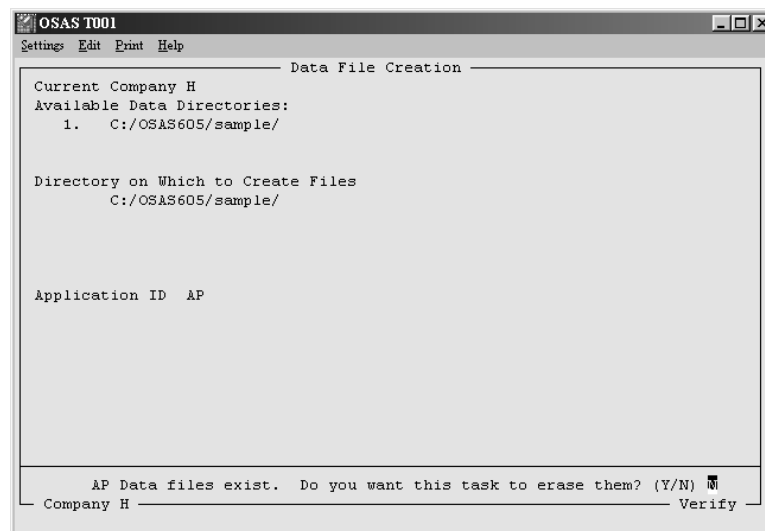 OSAS T001
Settings Edit Print Help
Data File Creation
Current Company H
Available Data Directories:
1. C:/OSAS605/sample/
Directory on Which to Create Files
C:/OSAS605/sample/
Application ID AP
AP Data files exist. Do you want this task to erase them? (Y/N) N
Company H Verify